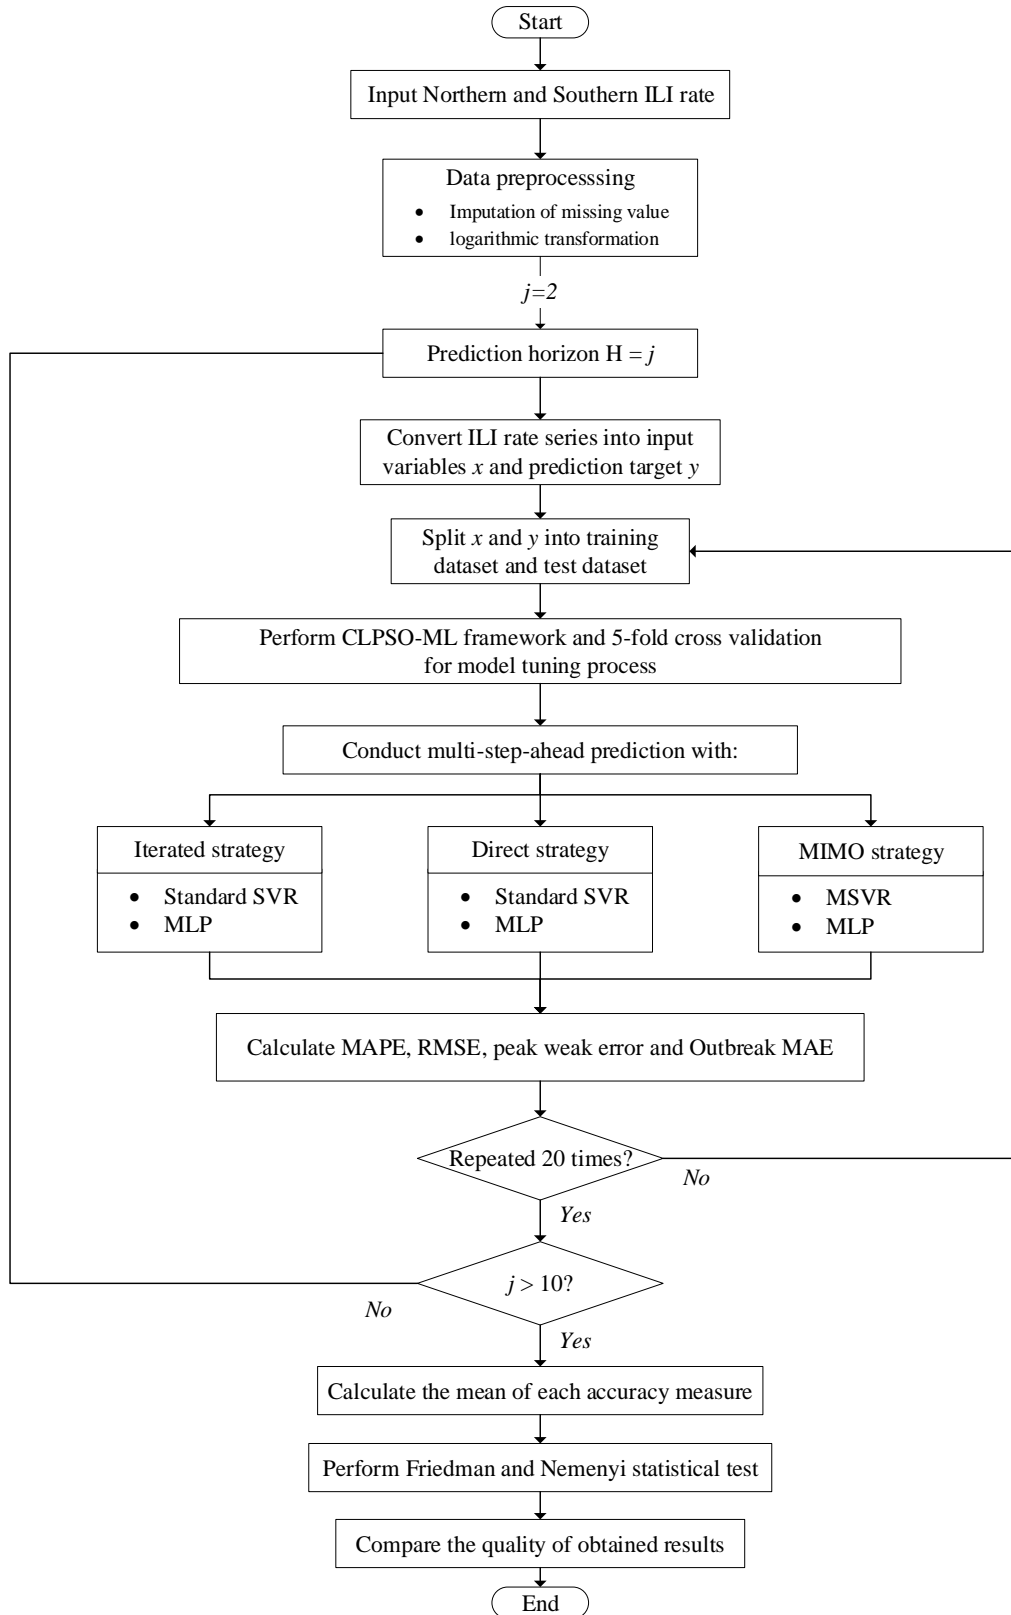 Start
Input Northern and Southern ILI rate
Data preprocesssing
• Imputation of missing value
• logarithmic transformation
j=2
Prediction horizon H = j
Convert ILI rate series into input
variables x and prediction target y
Split x and y into training
dataset and test dataset
Perform CLPSO-ML framework and 5-fold cross validation
for model tuning process
Conduct multi-step-ahead prediction with:
Iterated strategy
• Standard SVR
• MLP
Direct strategy
• Standard SVR
• MLP
MIMO strategy
• MSVR
• MLP
Calculate MAPE, RMSE, peak weak error and Outbreak MAE
Repeated 20 times?
No
Yes
j > 10?
No
Yes
Calculate the mean of each accuracy measure
Perform Friedman and Nemenyi statistical test
Compare the quality of obtained results
End